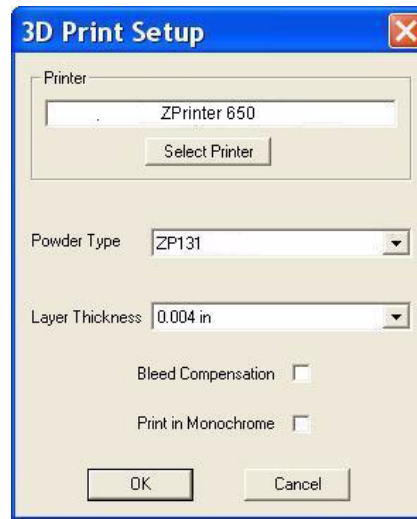 3D Print Setup
Printer
ZPrinter 650
Select Printer
Powder Type ZP131
Layer Thickness 0.004 in
Bleed Compensation
Print in Monochrome
OK Cancel